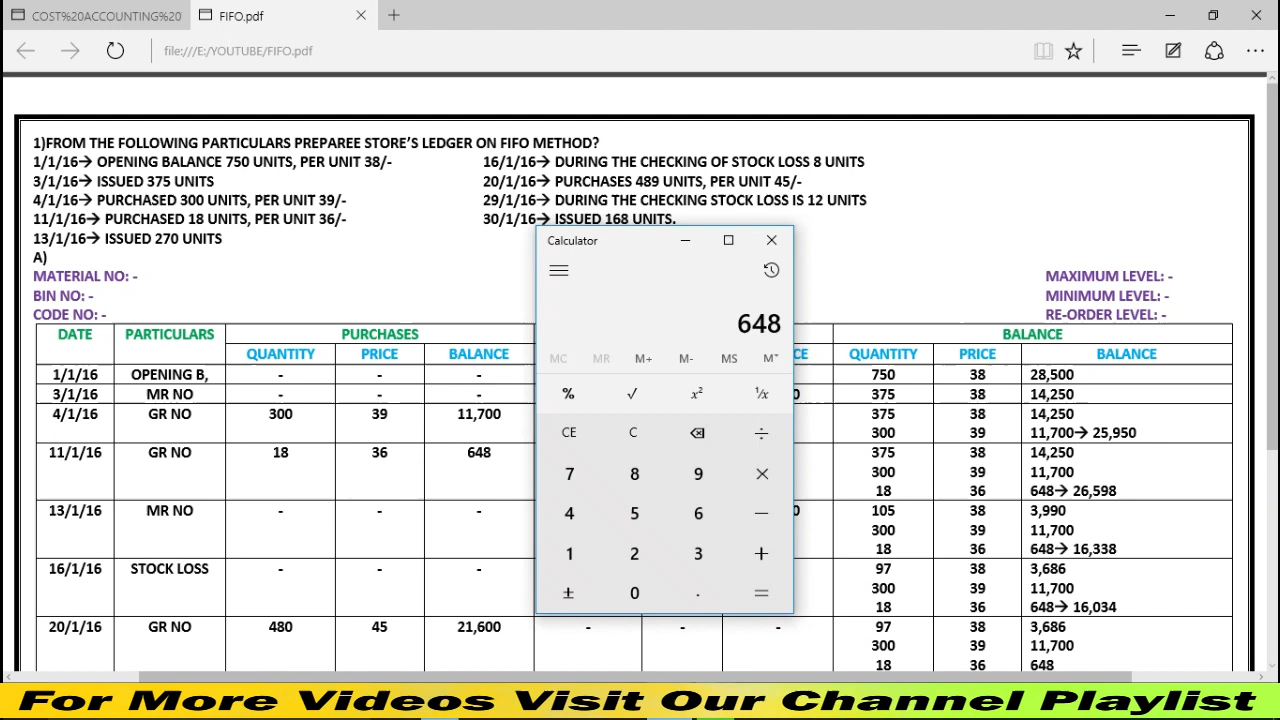 COST%20ACCOUNTING%20
FIFO.pdf
file:///E:/YOUTUBE/FIFO.pdf
1)FROM THE FOLLOWING PARTICULARS PREPAREE STORE'S LEDGER ON FIFO METHOD?
1/1/16→ OPENING BALANCE 750 UNITS, PER UNIT 38/-
3/1/16→ ISSUED 375 UNITS
4/1/16→ PURCHASED 300 UNITS, PER UNIT 39/-
11/1/16→ PURCHASED 18 UNITS, PER UNIT 36/-
13/1/16→ ISSUED 270 UNITS
16/1/16→ DURING THE CHECKING OF STOCK LOSS 8 UNITS
20/1/16→ PURCHASES 489 UNITS, PER UNIT 45/-
29/1/16→ DURING THE CHECKING STOCK LOSS IS 12 UNITS
30/1/16→ ISSUED 168 UNITS.
A)
MATERIAL NO: -
BIN NO: -
CODE NO: -
MAXIMUM LEVEL: -
MINIMUM LEVEL: -
RE-ORDER LEVEL: -
DATE PARTICULARS PURCHASES BALANCE
QUANTITY PRICE BALANCE CE QUANTITY PRICE BALANCE
1/1/16 OPENING B, - - - 750 38 28,500
3/1/16 MR NO - - - 0 375 38 14,250
4/1/16 GR NO 300 39 11,700 375 38 14,250
300 39 11,700→ 25,950
11/1/16 GR NO 18 36 648 375 38 14,250
300 39 11,700
18 36 648→ 26,598
13/1/16 MR NO - - - 0 105 38 3,990
300 39 11,700
18 36 648→ 16,338
16/1/16 STOCK LOSS - - - 97 38 3,686
300 39 11,700
18 36 648→ 16,034
20/1/16 GR NO 480 45 21,600 - - - 97 38 3,686
300 39 11,700
18 36 648
Calculator
648
MC MR M+ M- MS M˅
% √ x² ¹/x
CE C ⌫ ÷
7 8 9 ×
4 5 6 −
1 2 3 +
± 0 . =
For More Videos Visit Our Channel Playlist